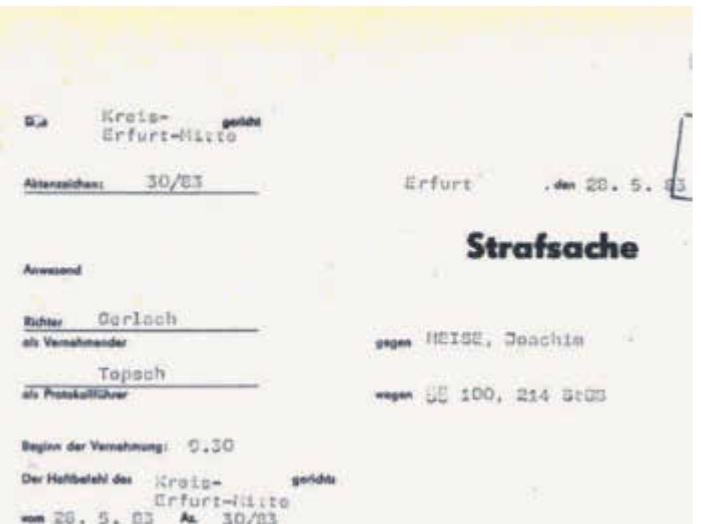 Das Kreis- gericht
Erfurt-Mitte
Aktenzeichen: 30/83
Erfurt , den 28. 5. 83
Strafsache
Anwesend
Richter Gerlach
als Vernehmender
gegen HEISE, Joachim
Topsch
als Protokollführer
wegen §§ 100, 214 StGB
Beginn der Vernehmung: 9.30
Der Haftbefehl des Kreis- gerichts
Erfurt-Mitte
vom 28. 5. 83 Az. 30/83